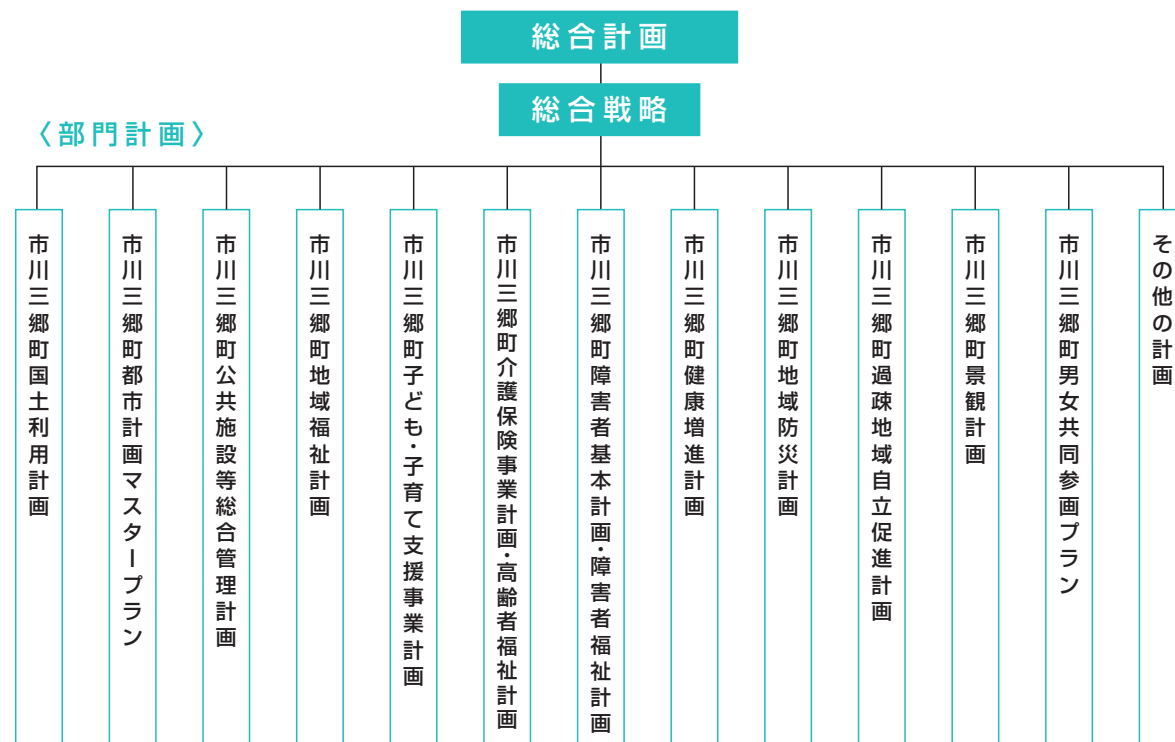 総合計画
総合戦略
〈部門計画〉
市川三郷町国土利用計画
市川三郷町都市計画マスタープラン
市川三郷町公共施設等総合管理計画
市川三郷町地域福祉計画
市川三郷町子ども・子育て支援事業計画
市川三郷町介護保険事業計画・高齢者福祉計画
市川三郷町障害者基本計画・障害者福祉計画
市川三郷町健康増進計画
市川三郷町地域防災計画
市川三郷町過疎地域自立促進計画
市川三郷町景観計画
市川三郷町男女共同参画プラン
その他の計画